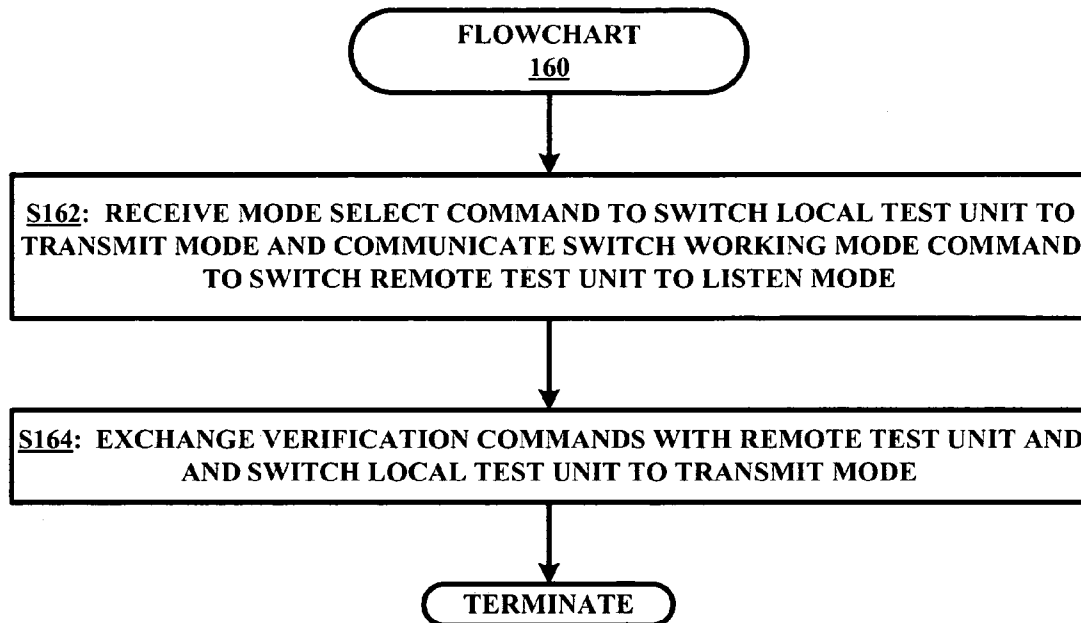 FLOWCHART
160
S162: RECEIVE MODE SELECT COMMAND TO SWITCH LOCAL TEST UNIT TO
TRANSMIT MODE AND COMMUNICATE SWITCH WORKING MODE COMMAND
TO SWITCH REMOTE TEST UNIT TO LISTEN MODE
S164: EXCHANGE VERIFICATION COMMANDS WITH REMOTE TEST UNIT AND
AND SWITCH LOCAL TEST UNIT TO TRANSMIT MODE
TERMINATE